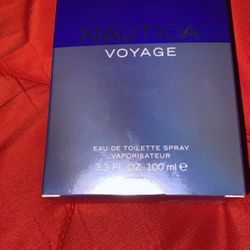 NAUTICA
VOYAGE
EAU DE TOILETTE SPRAY
VAPORISATEUR
3.3 FL. OZ. 100 ml ℮